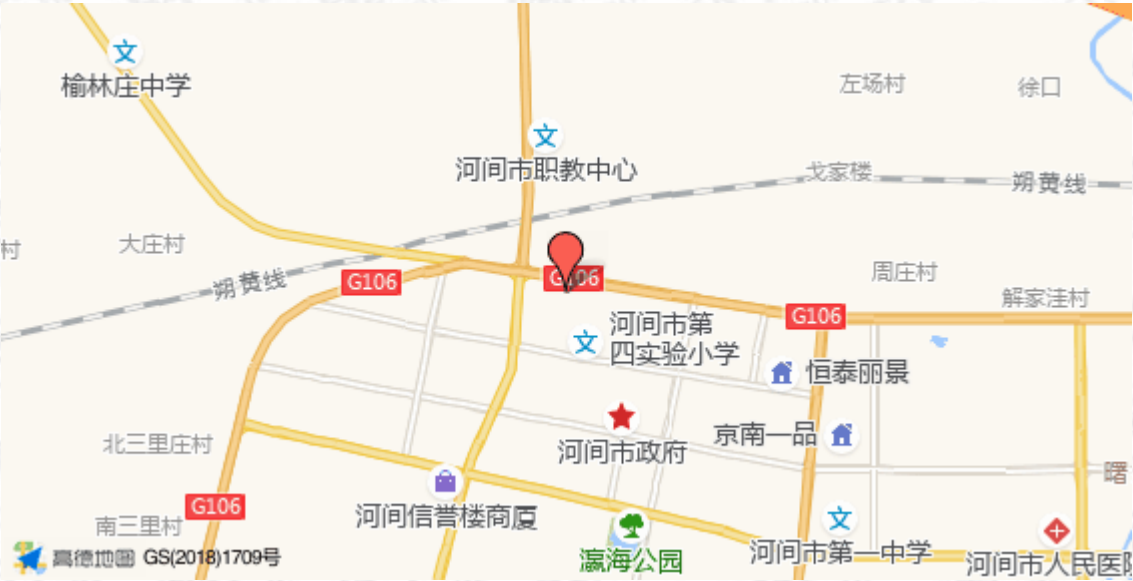 榆林庄中学
左场村
徐口
河间市职教中心
戈家楼
朔黄线
村
大庄村
朔黄线
G106
G106
周庄村
解家洼村
G106
河间市第
四实验小学
恒泰丽景
北三里庄村
河间市政府
京南一品
曙
G106
南三里村
河间信誉楼商厦
瀛海公园
河间市第一中学
河间市人民医院
高德地图 GS(2018)1709号